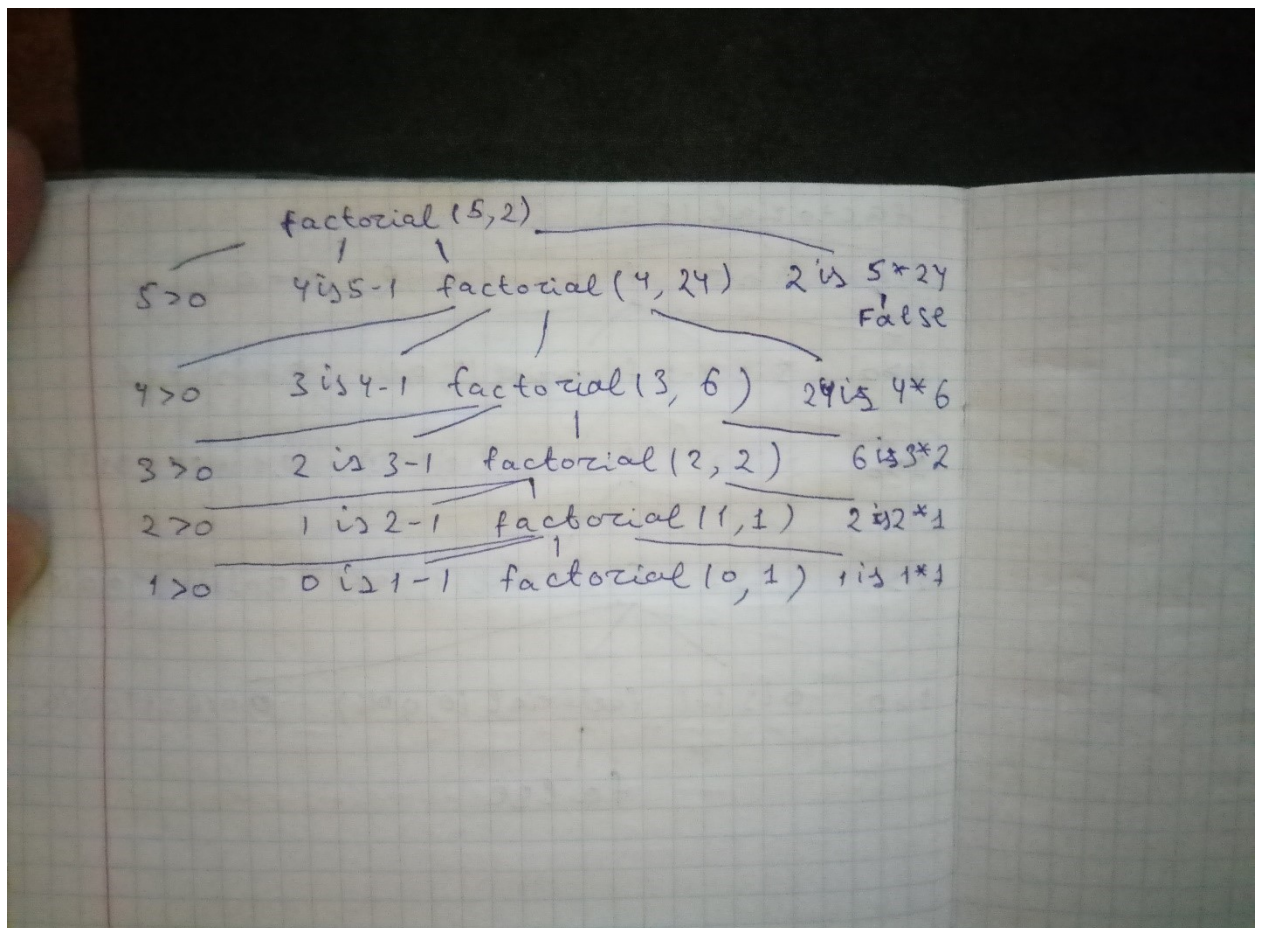 factorial (5,2)
5>0 4 is 5-1 factorial (4, 24) 2 is 5*24
False
4>0 3 is 4-1 factorial (3, 6) 24 is 4*6
3>0 2 is 3-1 factorial (2, 2) 6 is 3*2
2>0 1 is 2-1 factorial (1,1) 2 is 2*1
1>0 0 is 1-1 factorial (0, 1) 1 is 1*1